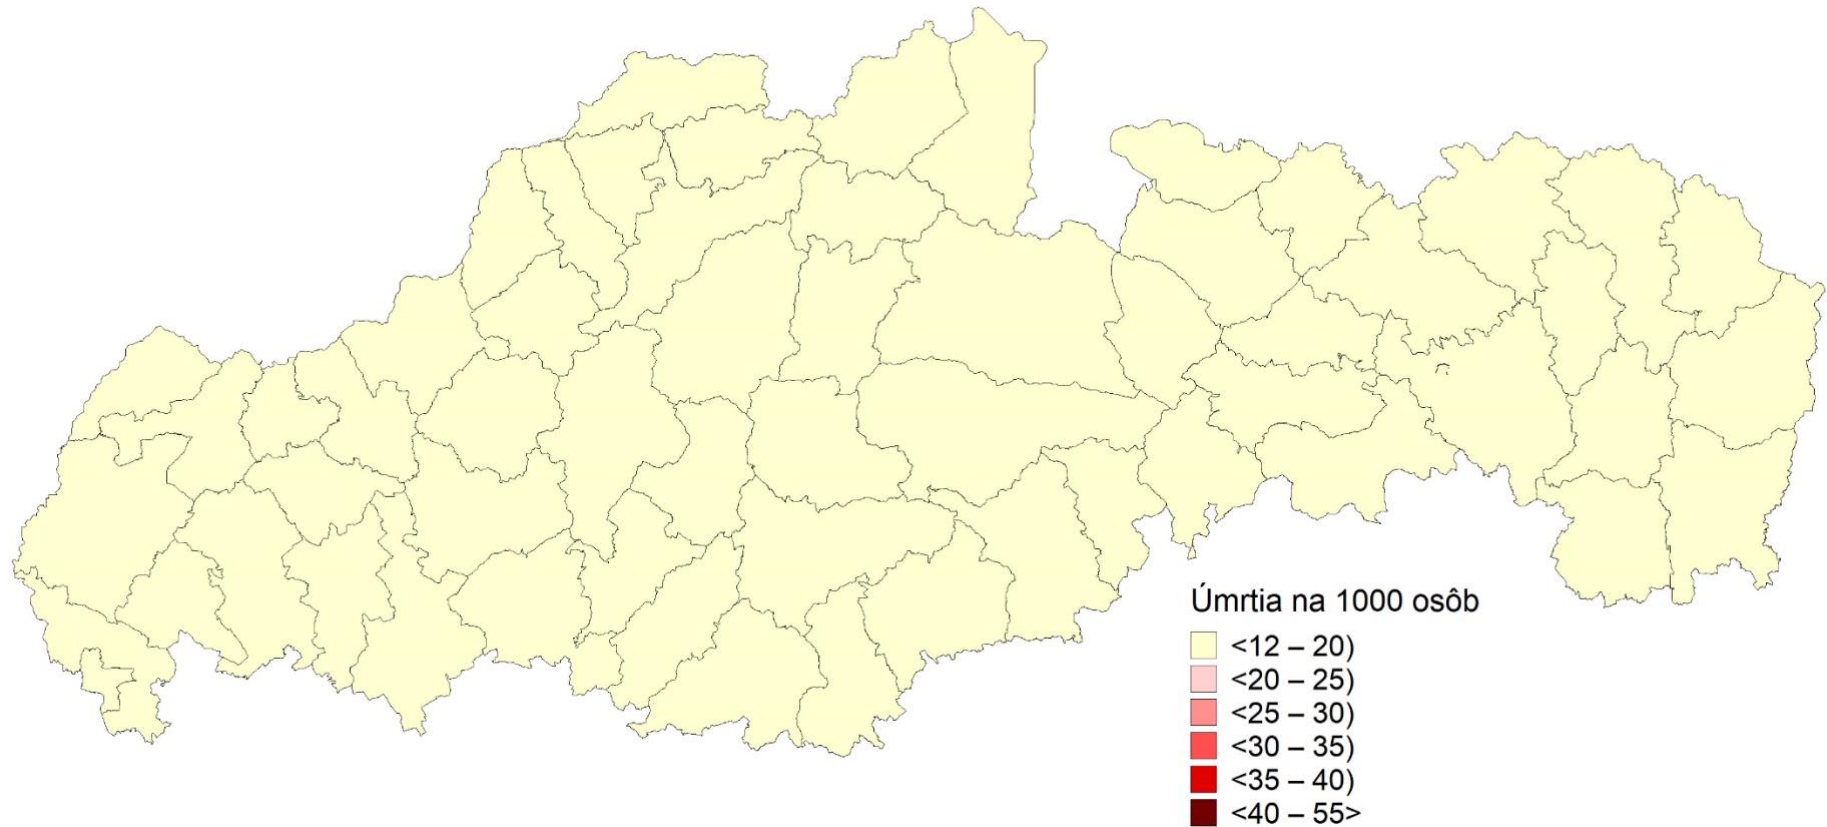 Úmrtia na 1000 osôb
<12 – 20)
<20 – 25)
<25 – 30)
<30 – 35)
<35 – 40)
<40 – 55>